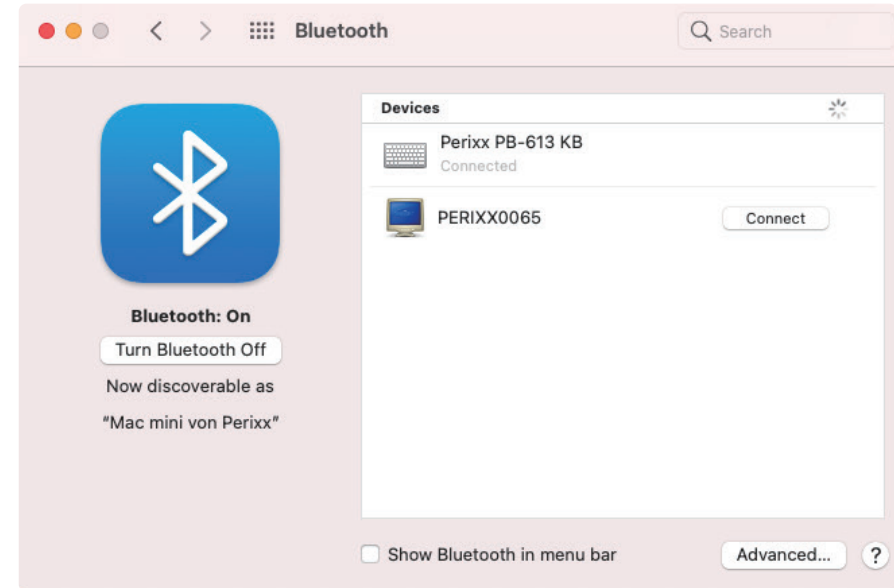 Bluetooth
Search
Bluetooth: On
Turn Bluetooth Off
Now discoverable as
“Mac mini von Perixx”
Devices
Perixx PB-613 KB
Connected
PERIXX0065
Connect
Show Bluetooth in menu bar
Advanced...
?